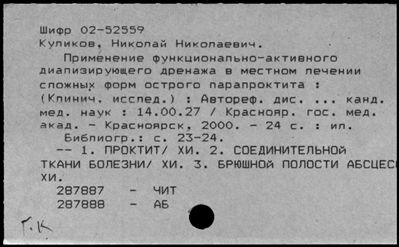 Шифр 02-52559
Куликов, Николай Николаевич.
Применение функционально-активного
диапизирующего дренажа в местном лечении
сложных форм острого парапроктита :
(Клинич. исслед.) : Автореф. дис. ... канд.
мед. наук : 14.00.27 / Краснояр. гос. мед.
акад. - Красноярск, 2000. - 24 с. : ил.
Библиогр.: с. 23-24.
-- 1. ПРОКТИТ/ ХИ. 2. СОЕДИНИТЕЛЬНОЙ
ТКАНИ БОЛЕЗНИ/ ХИ. 3. БРЮШНОЙ ПОЛОСТИ АБСЦЕС
ХИ.
287887 - ЧИТ
287888 - АБ
Г.К